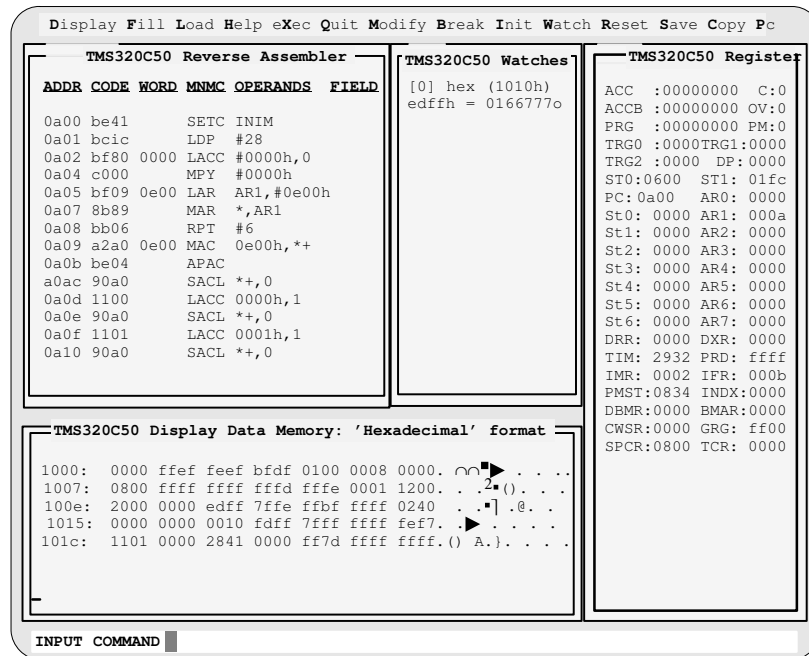 Display Fill Load Help eXec Quit Modify Break Init Watch Reset Save Copy Pc
TMS320C50 Reverse Assembler
ADDR CODE WORD MNMC OPERANDS FIELD
0a00 be41 SETC INIM
0a01 bcic LDP #28
0a02 bf80 0000 LACC #0000h,0
0a04 c000 MPY #0000h
0a05 bf09 0e00 LAR AR1,#0e00h
0a07 8b89 MAR *,AR1
0a08 bb06 RPT #6
0a09 a2a0 0e00 MAC 0e00h,*+
0a0b be04 APAC
a0ac 90a0 SACL *+,0
0a0d 1100 LACC 0000h,1
0a0e 90a0 SACL *+,0
0a0f 1101 LACC 0001h,1
0a10 90a0 SACL *+,0
TMS320C50 Watches
[0] hex (1010h)
edffh = 0166777o
TMS320C50 Register
ACC :00000000 C:0
ACCB :00000000 OV:0
PRG :00000000 PM:0
TRG0 :0000TRG1:0000
TRG2 :0000 DP:0000
ST0:0600 ST1: 01fc
PC: 0a00 AR0: 0000
St0: 0000 AR1: 000a
St1: 0000 AR2: 0000
St2: 0000 AR3: 0000
St3: 0000 AR4: 0000
St4: 0000 AR5: 0000
St5: 0000 AR6: 0000
St6: 0000 AR7: 0000
DRR: 0000 DXR: 0000
TIM: 2932 PRD: ffff
IMR: 0002 IFR: 000b
PMST:0834 INDX:0000
DBMR:0000 BMAR:0000
CWSR:0000 GRG: ff00
SPCR:0800 TCR: 0000
TMS320C50 Display Data Memory: ’Hexadecimal’ format
1000: 0000 ffef feef bfdf 0100 0008 0000. ∩∩▪▶ . . ..
1007: 0800 ffff ffff fffd fffe 0001 1200. . .2▪(). . .
100e: 2000 0000 edff 7ffe ffbf ffff 0240 . .▪⌉ .@. .
1015: 0000 0000 0010 fdff 7fff ffff fef7. .▶ . . . .
101c: 1101 0000 2841 0000 ff7d ffff ffff.() A.}. . . .
INPUT COMMAND